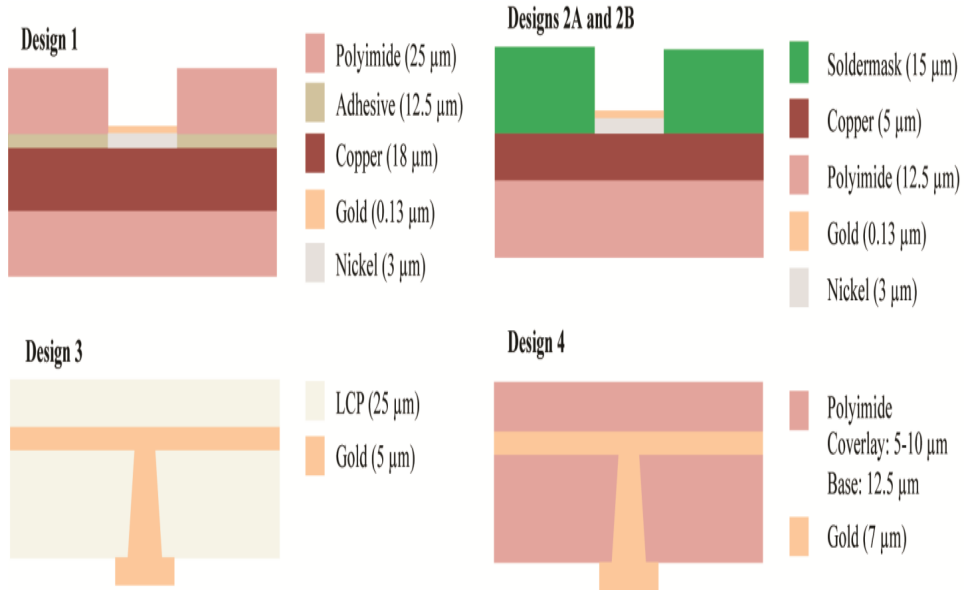 Design 1
Polyimide (25 µm)
Adhesive (12.5 µm)
Copper (18 µm)
Gold (0.13 µm)
Nickel (3 µm)
Designs 2A and 2B
Soldermask (15 µm)
Copper (5 µm)
Polyimide (12.5 µm)
Gold (0.13 µm)
Nickel (3 µm)
Design 3
LCP (25 µm)
Gold (5 µm)
Design 4
Polyimide
Coverlay: 5-10 µm
Base: 12.5 µm
Gold (7 µm)